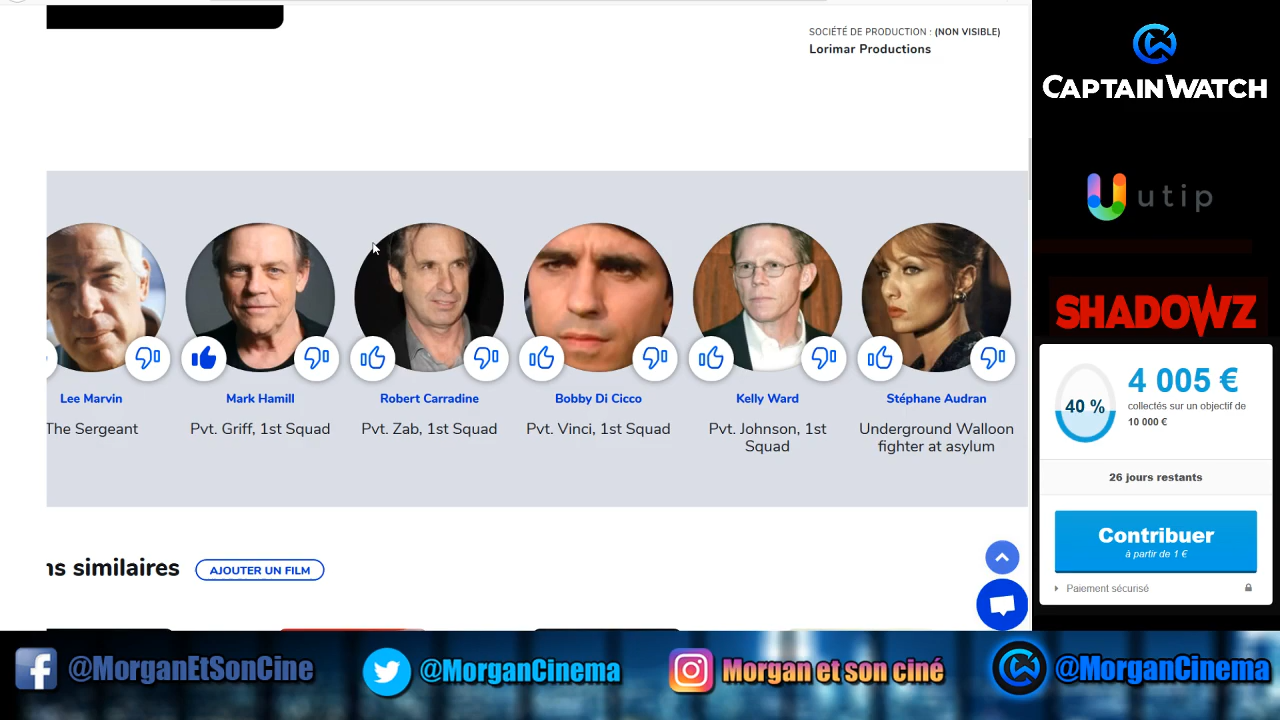 SOCIÉTÉ DE PRODUCTION : (NON VISIBLE)
Lorimar Productions
Lee Marvin
The Sergeant
Mark Hamill
Pvt. Griff, 1st Squad
Robert Carradine
Pvt. Zab, 1st Squad
Bobby Di Cicco
Pvt. Vinci, 1st Squad
Kelly Ward
Pvt. Johnson, 1st
Squad
Stéphane Audran
Underground Walloon
fighter at asylum
ns similaires
AJOUTER UN FILM
CAPTAINWATCH
utip
SHADOWZ
40 %
4 005 €
collectés sur un objectif de
10 000 €
26 jours restants
Contribuer
à partir de 1 €
Paiement sécurisé
@MorganEtSonCine
@MorganCinema
Morgan et son ciné
@MorganCinema